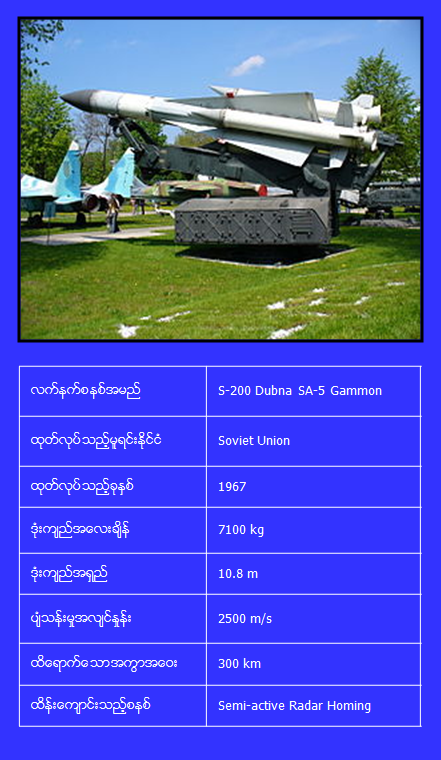 လက်နက်စနစ်အမည်
S-200 Dubna SA-5 Gammon
ထုတ်လုပ်သည့်မူရင်းနိုင်ငံ
Soviet Union
ထုတ်လုပ်သည့်ခုနှစ်
1967
ဒုံးကျည်အလေးချိန်
7100 kg
ဒုံးကျည်အရှည်
10.8 m
ပျံသန်းမှုအလျင်နှုန်း
2500 m/s
ထိရောက်သောအကွာအဝေး
300 km
ထိန်းကျောင်းသည့်စနစ်
Semi-active Radar Homing